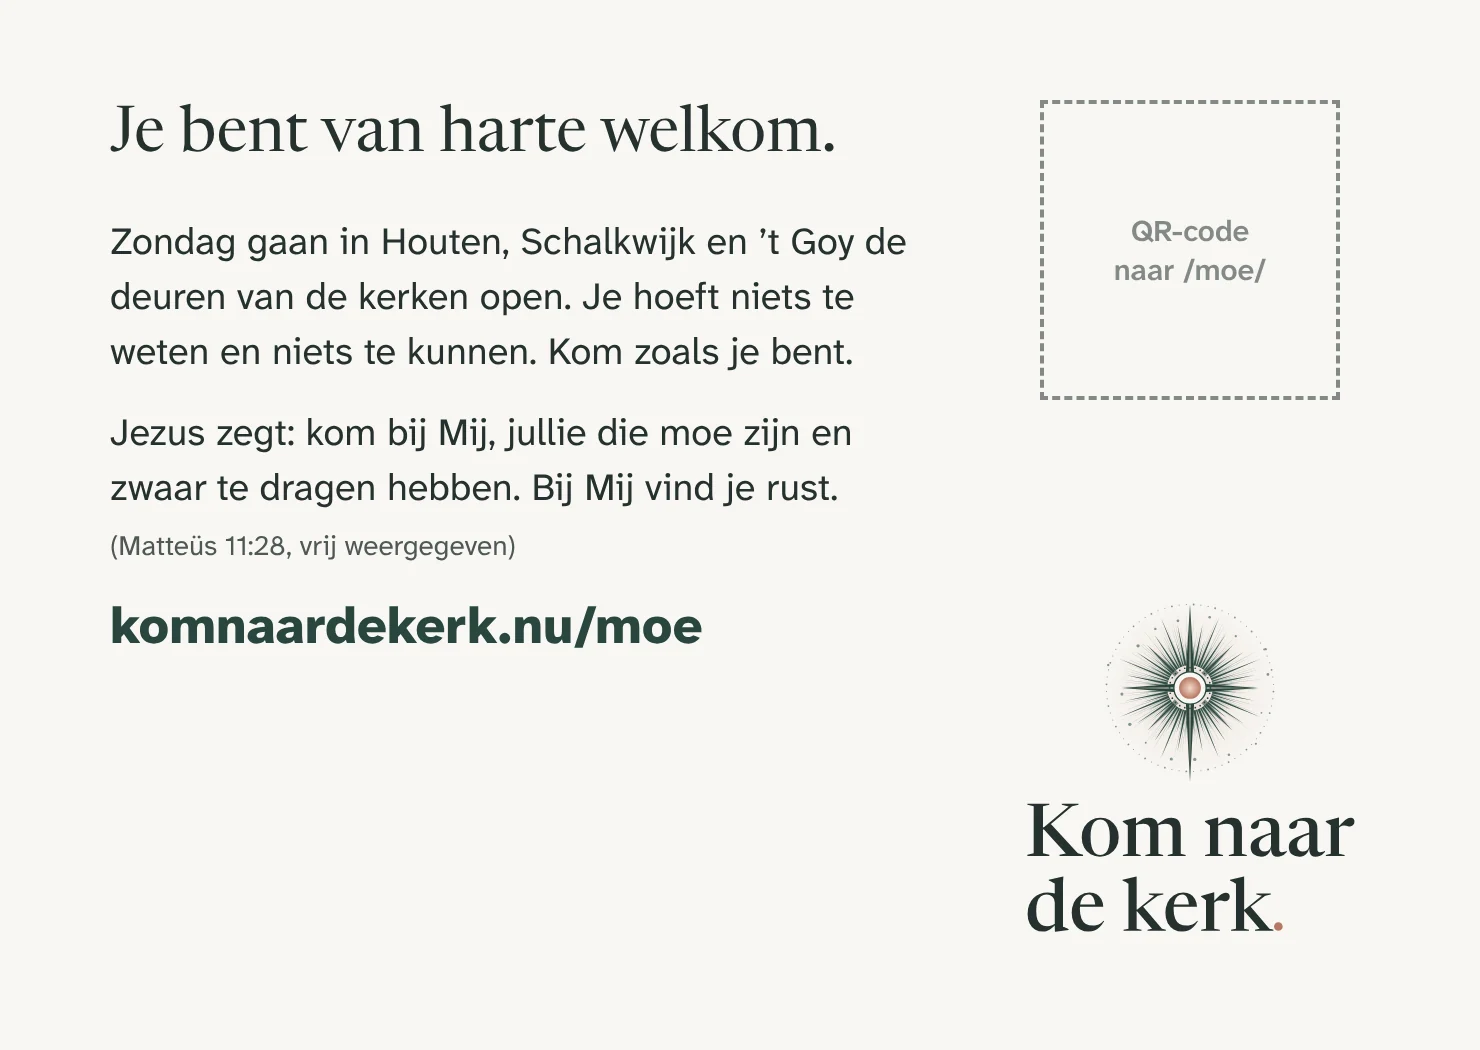 Je bent van harte welkom.
Zondag gaan in Houten, Schalkwijk en ’t Goy de
deuren van de kerken open. Je hoeft niets te
weten en niets te kunnen. Kom zoals je bent.
Jezus zegt: kom bij Mij, jullie die moe zijn en
zwaar te dragen hebben. Bij Mij vind je rust.
(Matteüs 11:28, vrij weergegeven)
komnaardekerk.nu/moe
QR-code
naar /moe/
Kom naar
de kerk.